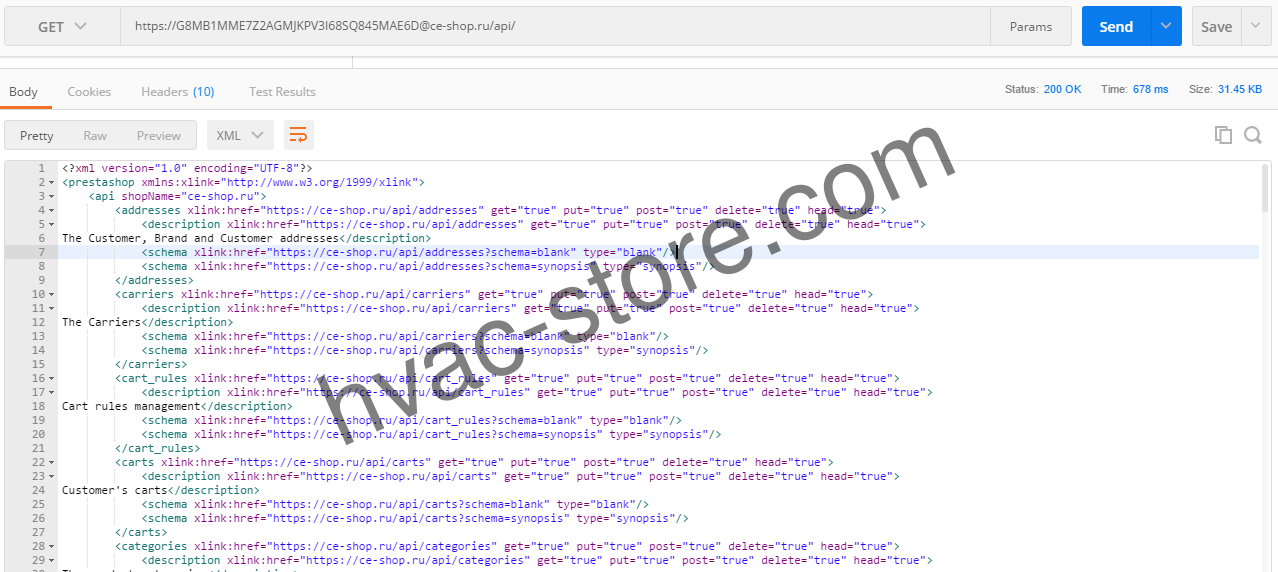 GET
https://G8MB1MME7Z2AGMJKPV3I68SQ845MAE6D@ce-shop.ru/api/
Params
Send
Save
Body
Cookies
Headers (10)
Test Results
Status: 200 OK
Time: 678 ms
Size: 31.45 KB
Pretty
Raw
Preview
XML
1 <?xml version="1.0" encoding="UTF-8"?>
2 <prestashop xmlns:xlink="http://www.w3.org/1999/xlink">
3 <api shopName="ce-shop.ru">
4 <addresses xlink:href="https://ce-shop.ru/api/addresses" get="true" put="true" post="true" delete="true" head="true">
5 <description xlink:href="https://ce-shop.ru/api/addresses" get="true" put="true" post="true" delete="true" head="true">
6 The Customer, Brand and Customer addresses</description>
7 <schema xlink:href="https://ce-shop.ru/api/addresses?schema=blank" type="blank"/>
8 <schema xlink:href="https://ce-shop.ru/api/addresses?schema=synopsis" type="synopsis"/>
9 </addresses>
10 <carriers xlink:href="https://ce-shop.ru/api/carriers" get="true" put="true" post="true" delete="true" head="true">
11 <description xlink:href="https://ce-shop.ru/api/carriers" get="true" put="true" post="true" delete="true" head="true">
12 The Carriers</description>
13 <schema xlink:href="https://ce-shop.ru/api/carriers?schema=blank" type="blank"/>
14 <schema xlink:href="https://ce-shop.ru/api/carriers?schema=synopsis" type="synopsis"/>
15 </carriers>
16 <cart_rules xlink:href="https://ce-shop.ru/api/cart_rules" get="true" put="true" post="true" delete="true" head="true">
17 <description xlink:href="https://ce-shop.ru/api/cart_rules" get="true" put="true" post="true" delete="true" head="true">
18 Cart rules management</description>
19 <schema xlink:href="https://ce-shop.ru/api/cart_rules?schema=blank" type="blank"/>
20 <schema xlink:href="https://ce-shop.ru/api/cart_rules?schema=synopsis" type="synopsis"/>
21 </cart_rules>
22 <carts xlink:href="https://ce-shop.ru/api/carts" get="true" put="true" post="true" delete="true" head="true">
23 <description xlink:href="https://ce-shop.ru/api/carts" get="true" put="true" post="true" delete="true" head="true">
24 Customer's carts</description>
25 <schema xlink:href="https://ce-shop.ru/api/carts?schema=blank" type="blank"/>
26 <schema xlink:href="https://ce-shop.ru/api/carts?schema=synopsis" type="synopsis"/>
27 </carts>
28 <categories xlink:href="https://ce-shop.ru/api/categories" get="true" put="true" post="true" delete="true" head="true">
29 <description xlink:href="https://ce-shop.ru/api/categories" get="true" put="true" post="true" delete="true" head="true">
hvac-store.com